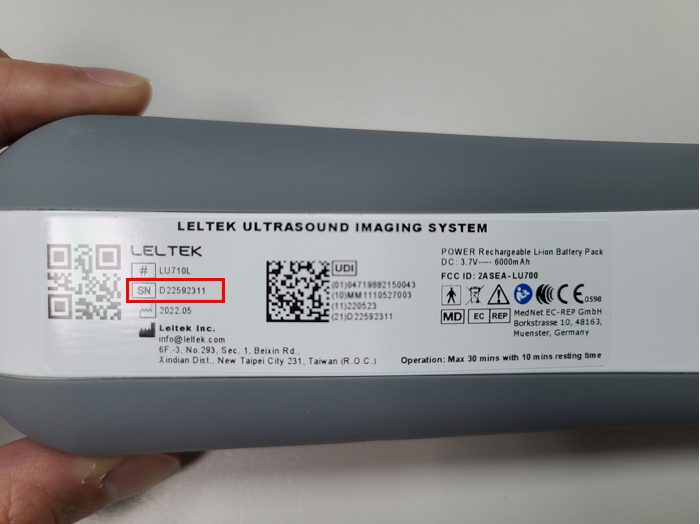 LELTEK ULTRASOUND IMAGING SYSTEM
LELTEK
# LU710L
SN D22592311
2022.05
Leltek Inc.
info@leltek.com
6F.-3, No.293, Sec. 1, Beixin Rd.,
Xindian Dist., New Taipei City 231, Taiwan (R.O.C.)
UDI
(01)04719882150043
(10)MM1110527003
(11)220523
(21)D22592311
POWER Rechargeable Li-ion Battery Pack
DC: 3.7V 6000mAh
FCC ID: 2ASEA-LU700
CE 0598
MD EC REP
MedNet EC-REP GmbH
Borkstrasse 10, 48163,
Muenster, Germany
Operation: Max 30 mins with 10 mins resting time